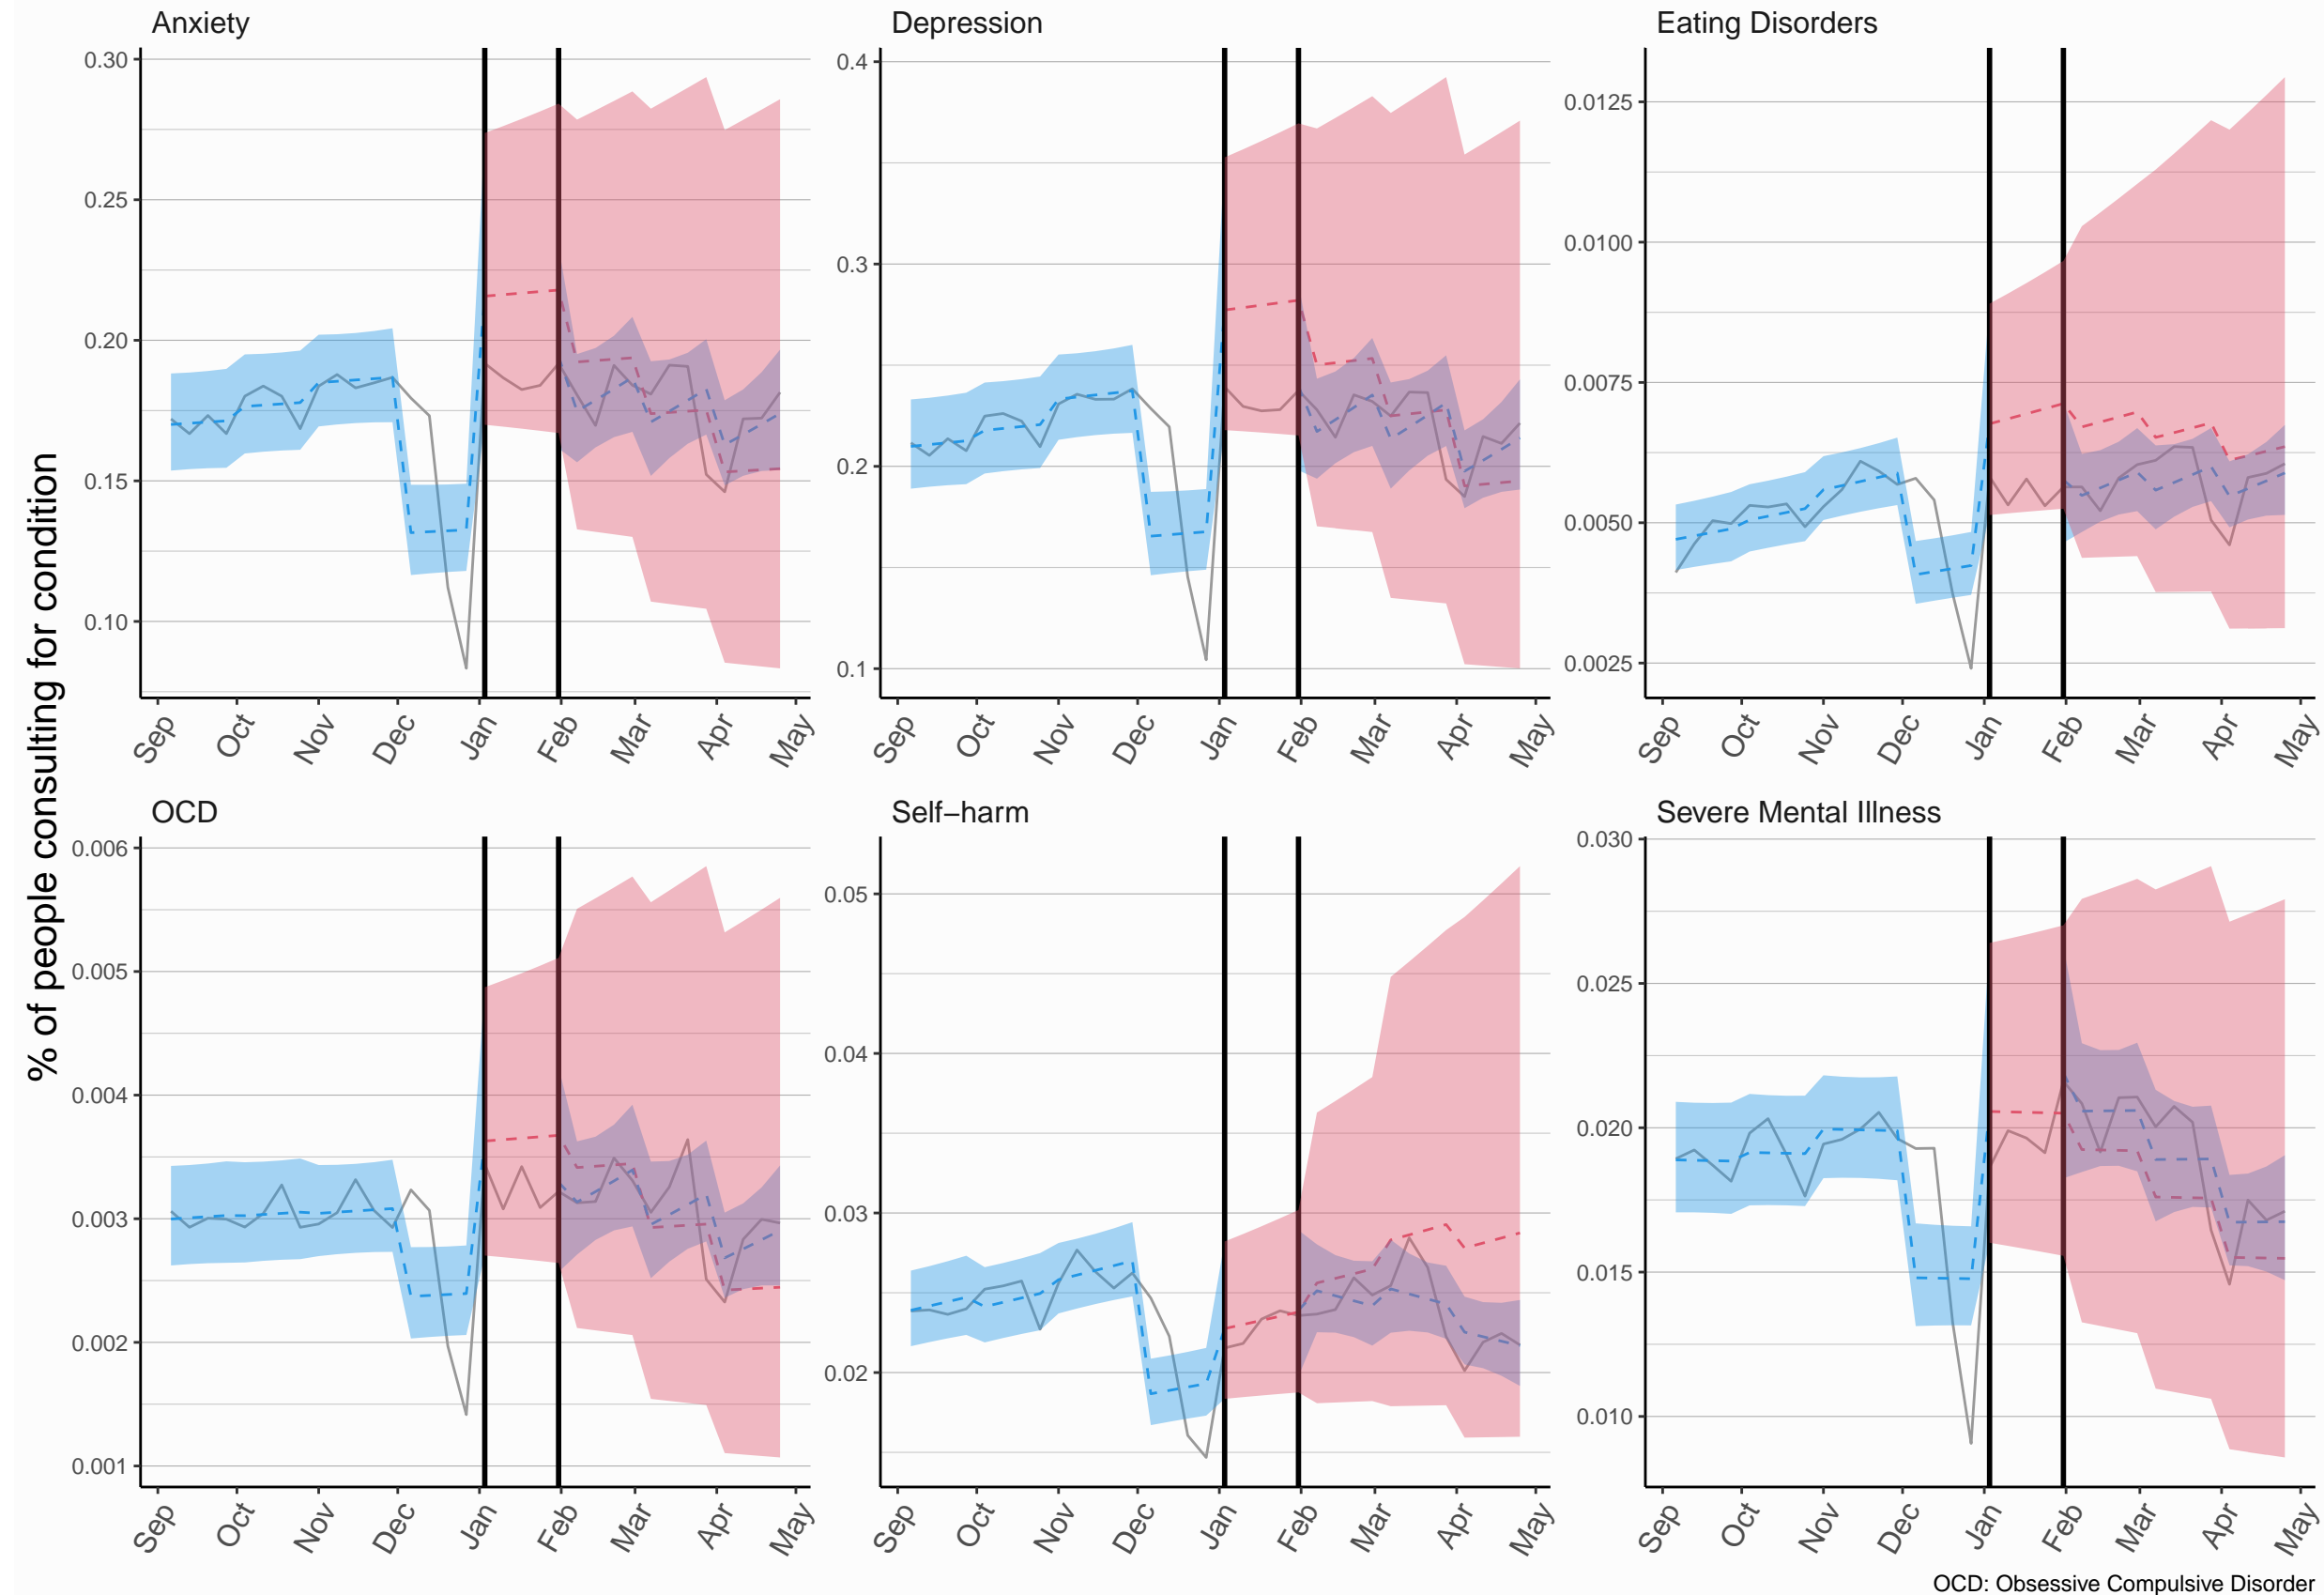 % of people consulting for condition
Anxiety
0.30
0.25
0.20
0.15
0.10
Sep Oct Nov Dec Jan Feb Mar Apr May
Depression
0.4
0.3
0.2
0.1
Sep Oct Nov Dec Jan Feb Mar Apr May
Eating Disorders
0.0125
0.0100
0.0075
0.0050
0.0025
Sep Oct Nov Dec Jan Feb Mar Apr May
OCD
0.006
0.005
0.004
0.003
0.002
0.001
Sep Oct Nov Dec Jan Feb Mar Apr May
Self−harm
0.05
0.04
0.03
0.02
Sep Oct Nov Dec Jan Feb Mar Apr May
Severe Mental Illness
0.030
0.025
0.020
0.015
0.010
Sep Oct Nov Dec Jan Feb Mar Apr May
OCD: Obsessive Compulsive Disorder